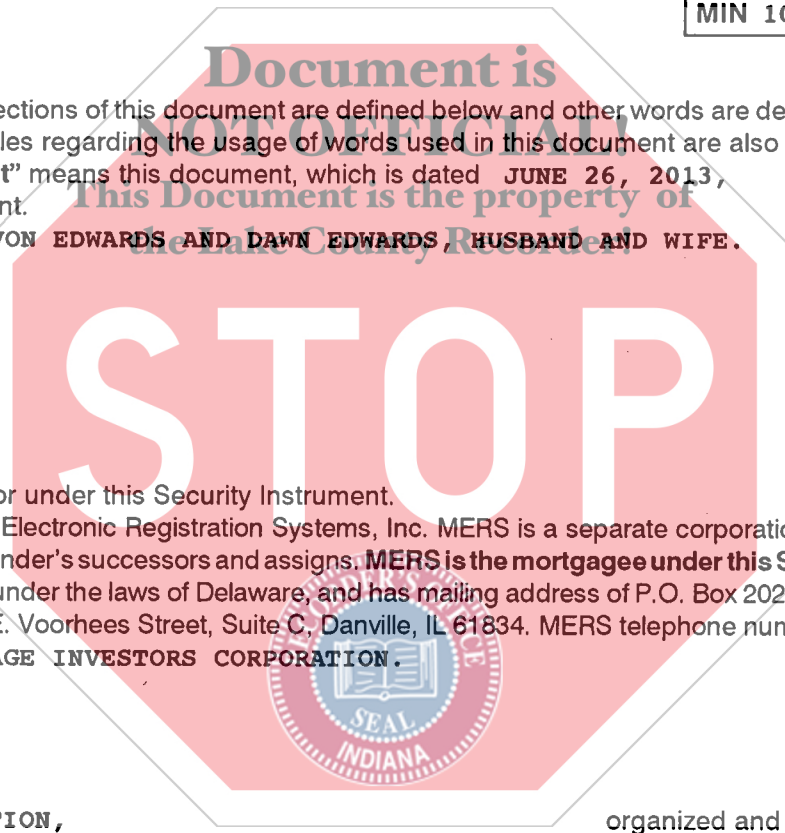 MIN 10
Document is
ections of this document are defined below and other words are de
NOT OFFICIAL!
les regarding the usage of words used in this document are also
t” means this document, which is dated JUNE 26, 2013,
This Document is the property of
nt.
VON EDWARDS AND DAWN EDWARDS, HUSBAND AND WIFE.
the Lake County Recorder!
STOP
or under this Security Instrument.
Electronic Registration Systems, Inc. MERS is a separate corporatio
nder's successors and assigns. MERS is the mortgagee under this S
under the laws of Delaware, and has mailing address of P.O. Box 202
E. Voorhees Street, Suite C, Danville, IL 61834. MERS telephone num
AGE INVESTORS CORPORATION.
RECORDER'S OFFICE
SEAL
INDIANA
TION, organized and